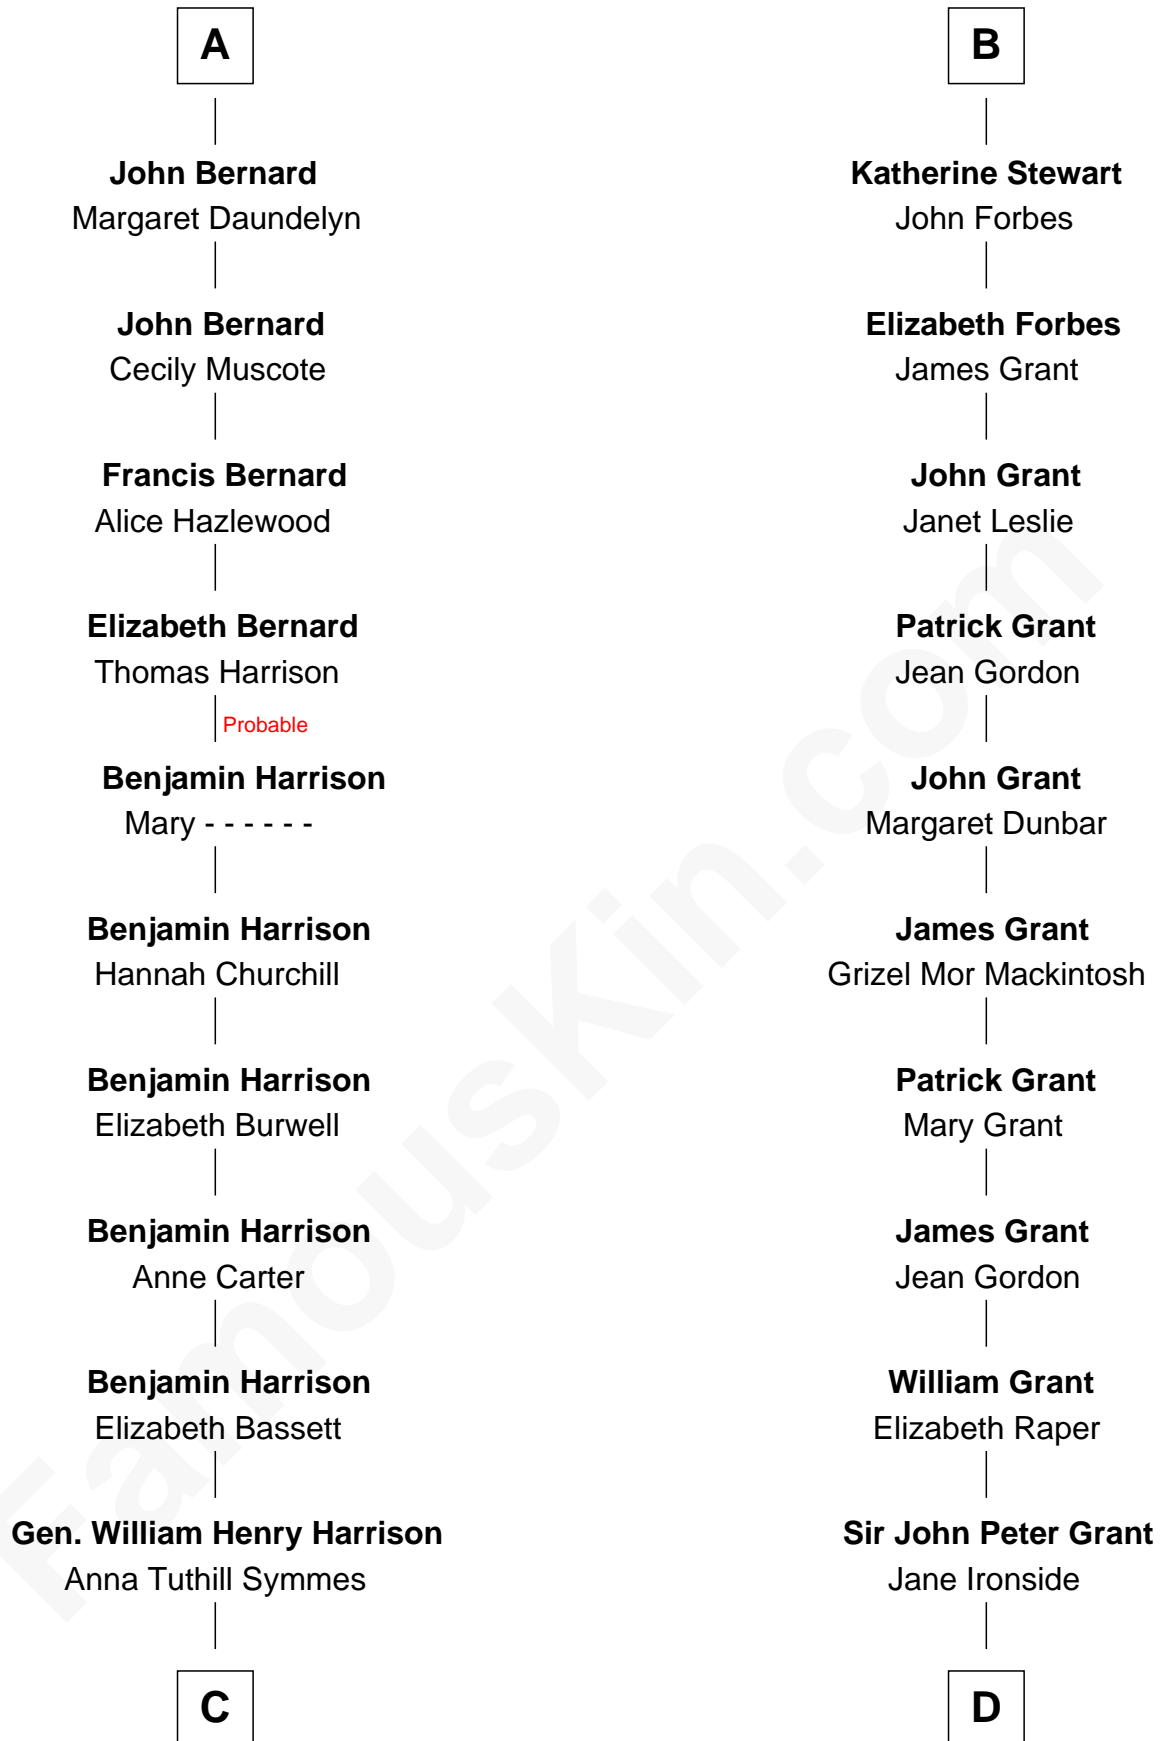 A
John Bernard
Margaret Daundelyn
John Bernard
Cecily Muscote
Francis Bernard
Alice Hazlewood
Elizabeth Bernard
Thomas Harrison
Probable
Benjamin Harrison
Mary - - - - - -
Benjamin Harrison
Hannah Churchill
Benjamin Harrison
Elizabeth Burwell
Benjamin Harrison
Anne Carter
Benjamin Harrison
Elizabeth Bassett
Gen. William Henry Harrison
Anna Tuthill Symmes
C
B
Katherine Stewart
John Forbes
Elizabeth Forbes
James Grant
John Grant
Janet Leslie
Patrick Grant
Jean Gordon
John Grant
Margaret Dunbar
James Grant
Grizel Mor Mackintosh
Patrick Grant
Mary Grant
James Grant
Jean Gordon
William Grant
Elizabeth Raper
Sir John Peter Grant
Jane Ironside
D
FamousKin.com